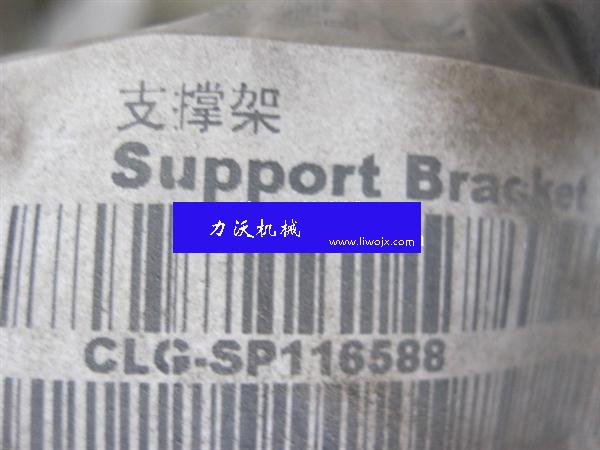 支撑架
Support Bracket
力沃机械
www.liwojx.com
CLG-SP116588